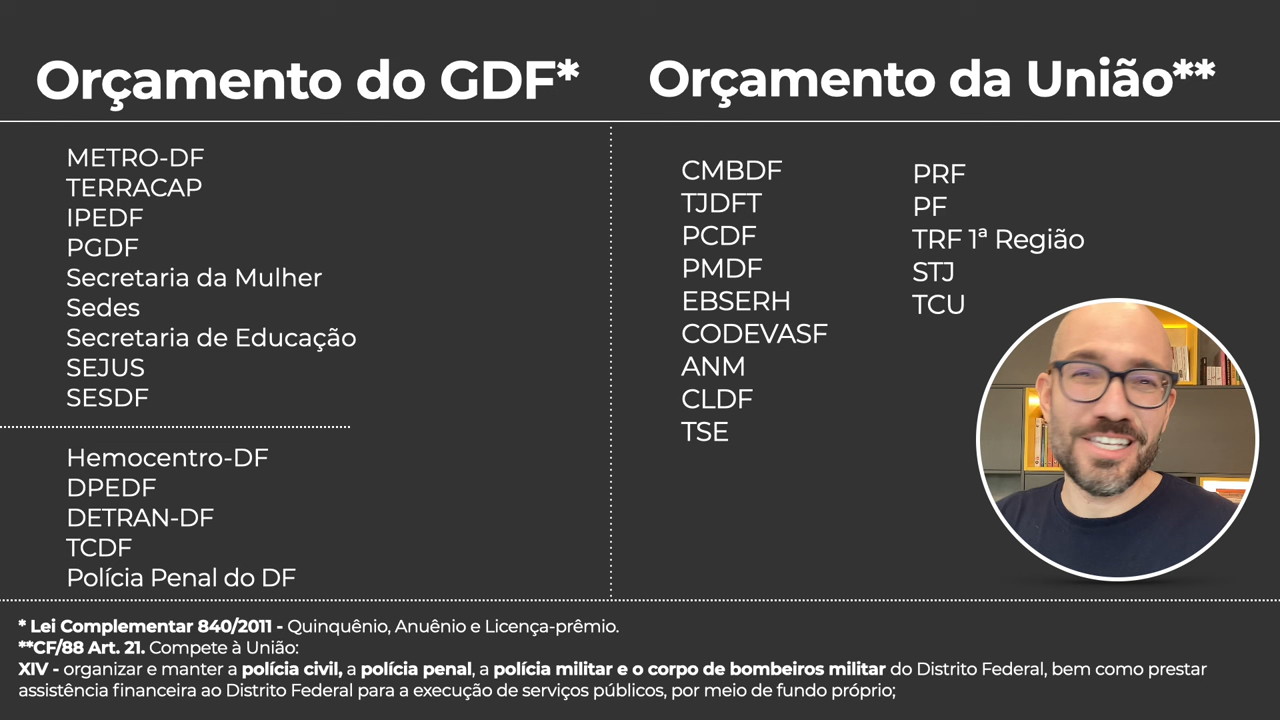 Orçamento do GDF*
METRO-DF
TERRACAP
IPEDF
PGDF
Secretaria da Mulher
Sedes
Secretaria de Educação
SEJUS
SESDF
Hemocentro-DF
DPEDF
DETRAN-DF
TCDF
Polícia Penal do DF
Orçamento da União**
CMBDF
TJDFT
PCDF
PMDF
EBSERH
CODEVASF
ANM
CLDF
TSE
PRF
PF
TRF 1ª Região
STJ
TCU
* Lei Complementar 840/2011 - Quinquênio, Anuênio e Licença-prêmio.
**CF/88 Art. 21. Compete à União:
XIV - organizar e manter a polícia civil, a polícia penal, a polícia militar e o corpo de bombeiros militar do Distrito Federal, bem como prestar
assistência financeira ao Distrito Federal para a execução de serviços públicos, por meio de fundo próprio;